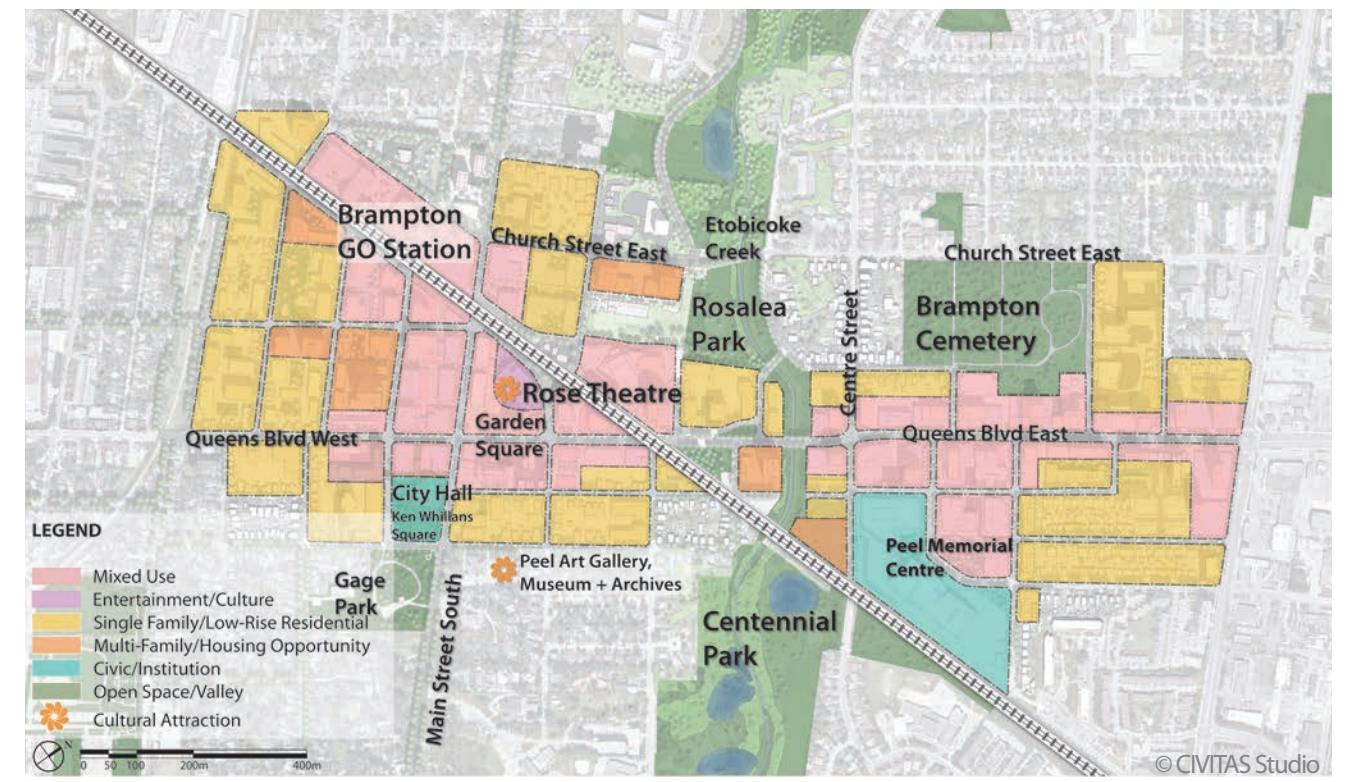 Brampton
GO Station
Church Street East
Etobicoke
Creek
Church Street East
Rosalea
Park
Centre Street
Brampton
Cemetery
Rose Theatre
Garden
Square
Queens Blvd West
Queens Blvd East
City Hall
Ken Whillans
Square
Peel Memorial
Centre
Peel Art Gallery,
Museum + Archives
Gage
Park
Main Street South
Centennial
Park
LEGEND
Mixed Use
Entertainment/Culture
Single Family/Low-Rise Residential
Multi-Family/Housing Opportunity
Civic/Institution
Open Space/Valley
Cultural Attraction
N
0 50 100 200m 400m
© CIVITAS Studio